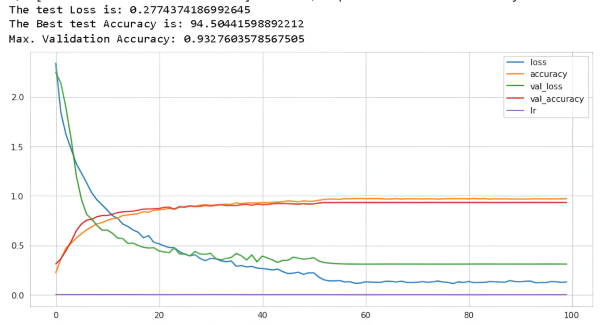 The test Loss is: 0.2774374186992645
The Best test Accuracy is: 94.50441598892212
Max. Validation Accuracy: 0.9327603578567505
loss
accuracy
val_loss
val_accuracy
lr
2.0
1.5
1.0
0.5
0.0
0 20 40 60 80 100